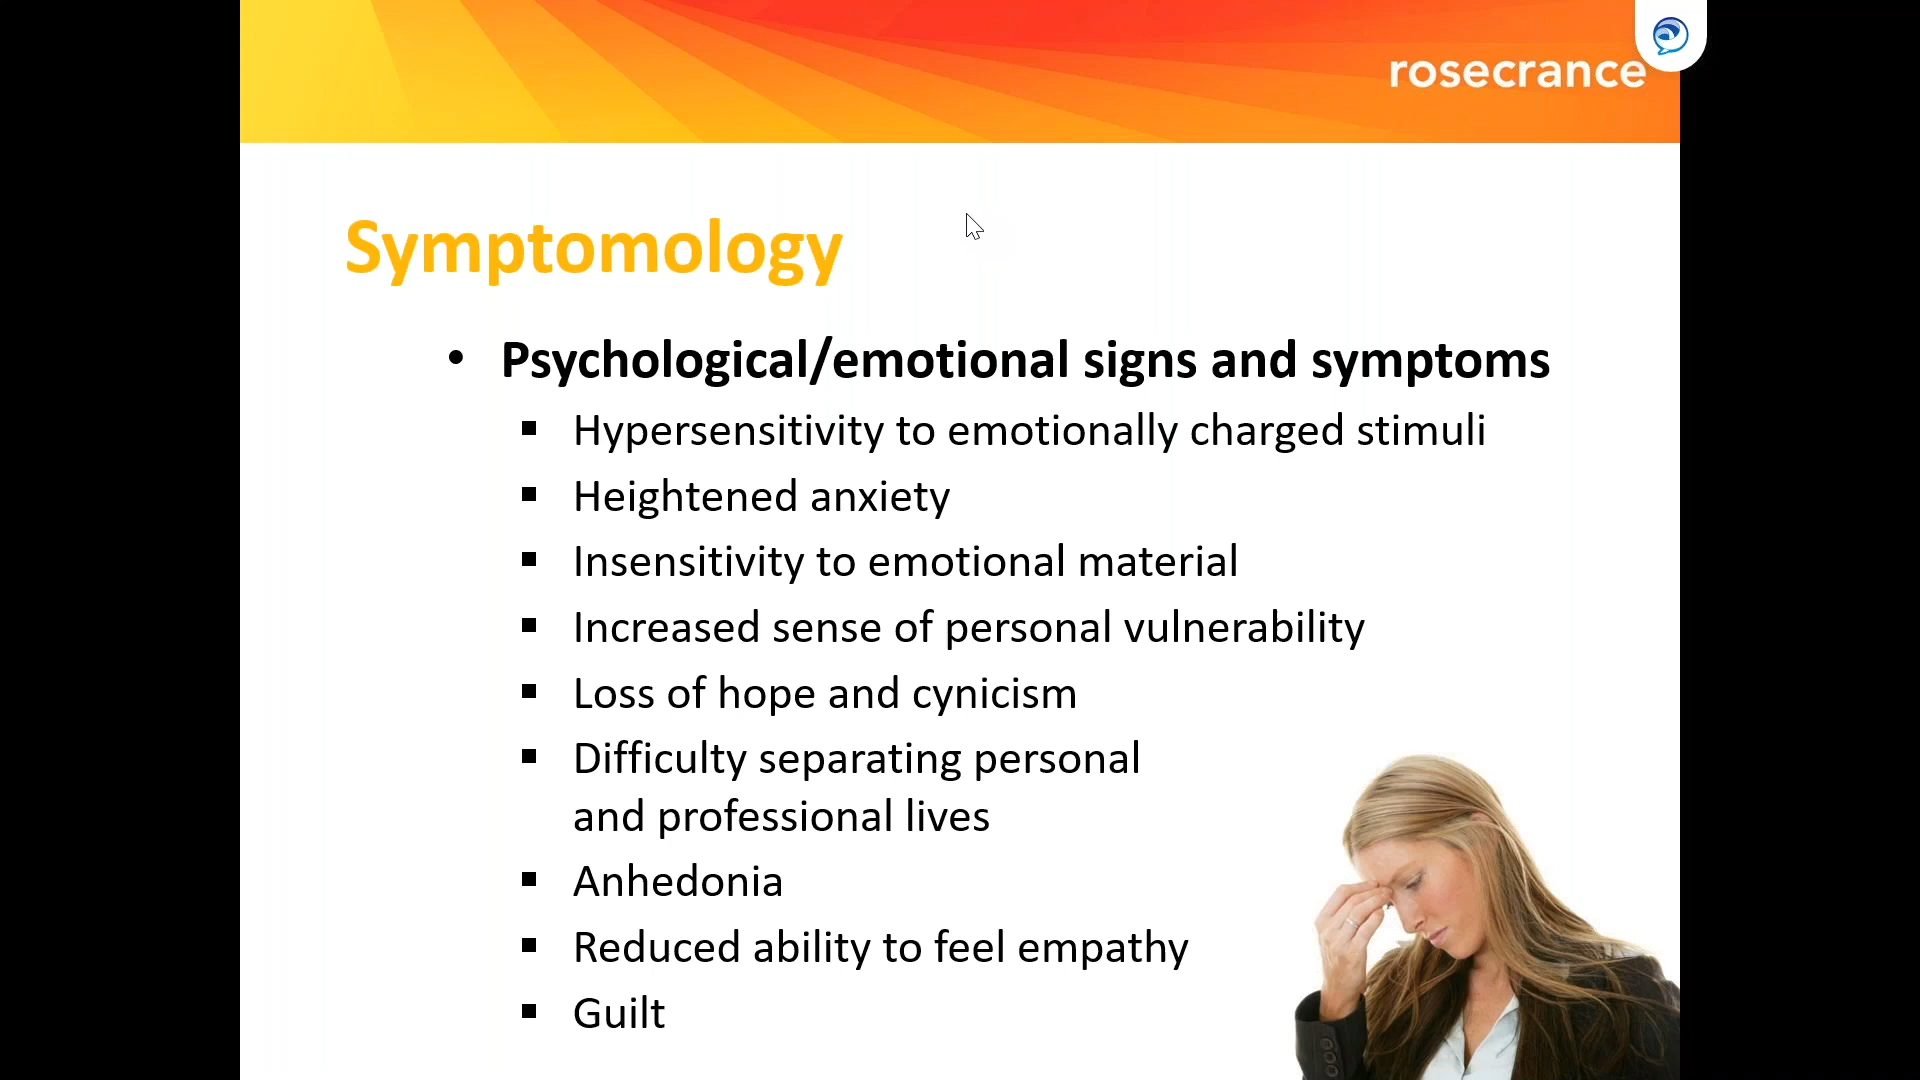 rosecrance
Symptomology
• Psychological/emotional signs and symptoms
▪ Hypersensitivity to emotionally charged stimuli
▪ Heightened anxiety
▪ Insensitivity to emotional material
▪ Increased sense of personal vulnerability
▪ Loss of hope and cynicism
▪ Difficulty separating personal
and professional lives
▪ Anhedonia
▪ Reduced ability to feel empathy
▪ Guilt